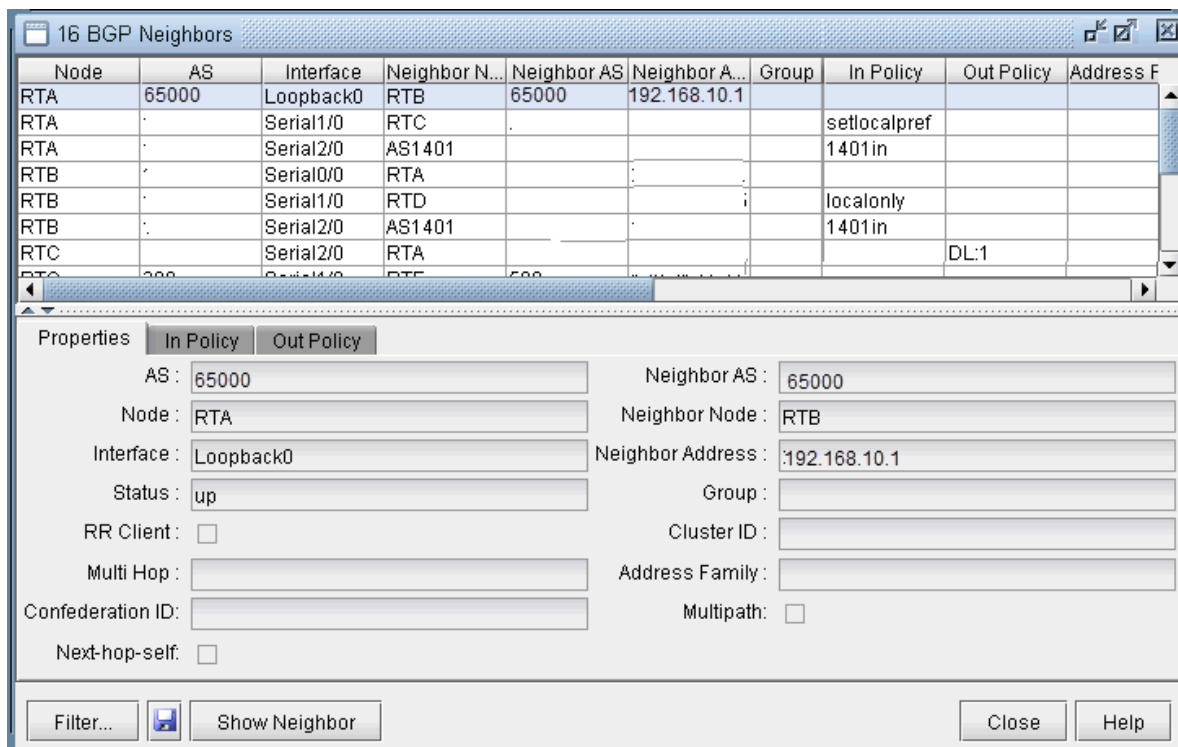 16 BGP Neighbors
Node AS Interface Neighbor N... Neighbor AS Neighbor A... Group In Policy Out Policy Address F
RTA 65000 Loopback0 RTB 65000 192.168.10.1
RTA Serial1/0 RTC setlocalpref
RTA Serial2/0 AS1401 1401in
RTB Serial0/0 RTA
RTB Serial1/0 RTD localonly
RTB Serial2/0 AS1401 1401in
RTC Serial2/0 RTA DL:1
Properties In Policy Out Policy
AS : 65000 Neighbor AS : 65000
Node : RTA Neighbor Node : RTB
Interface : Loopback0 Neighbor Address : 192.168.10.1
Status : up Group :
RR Client : Cluster ID :
Multi Hop : Address Family :
Confederation ID: Multipath:
Next-hop-self:
Filter... Show Neighbor Close Help